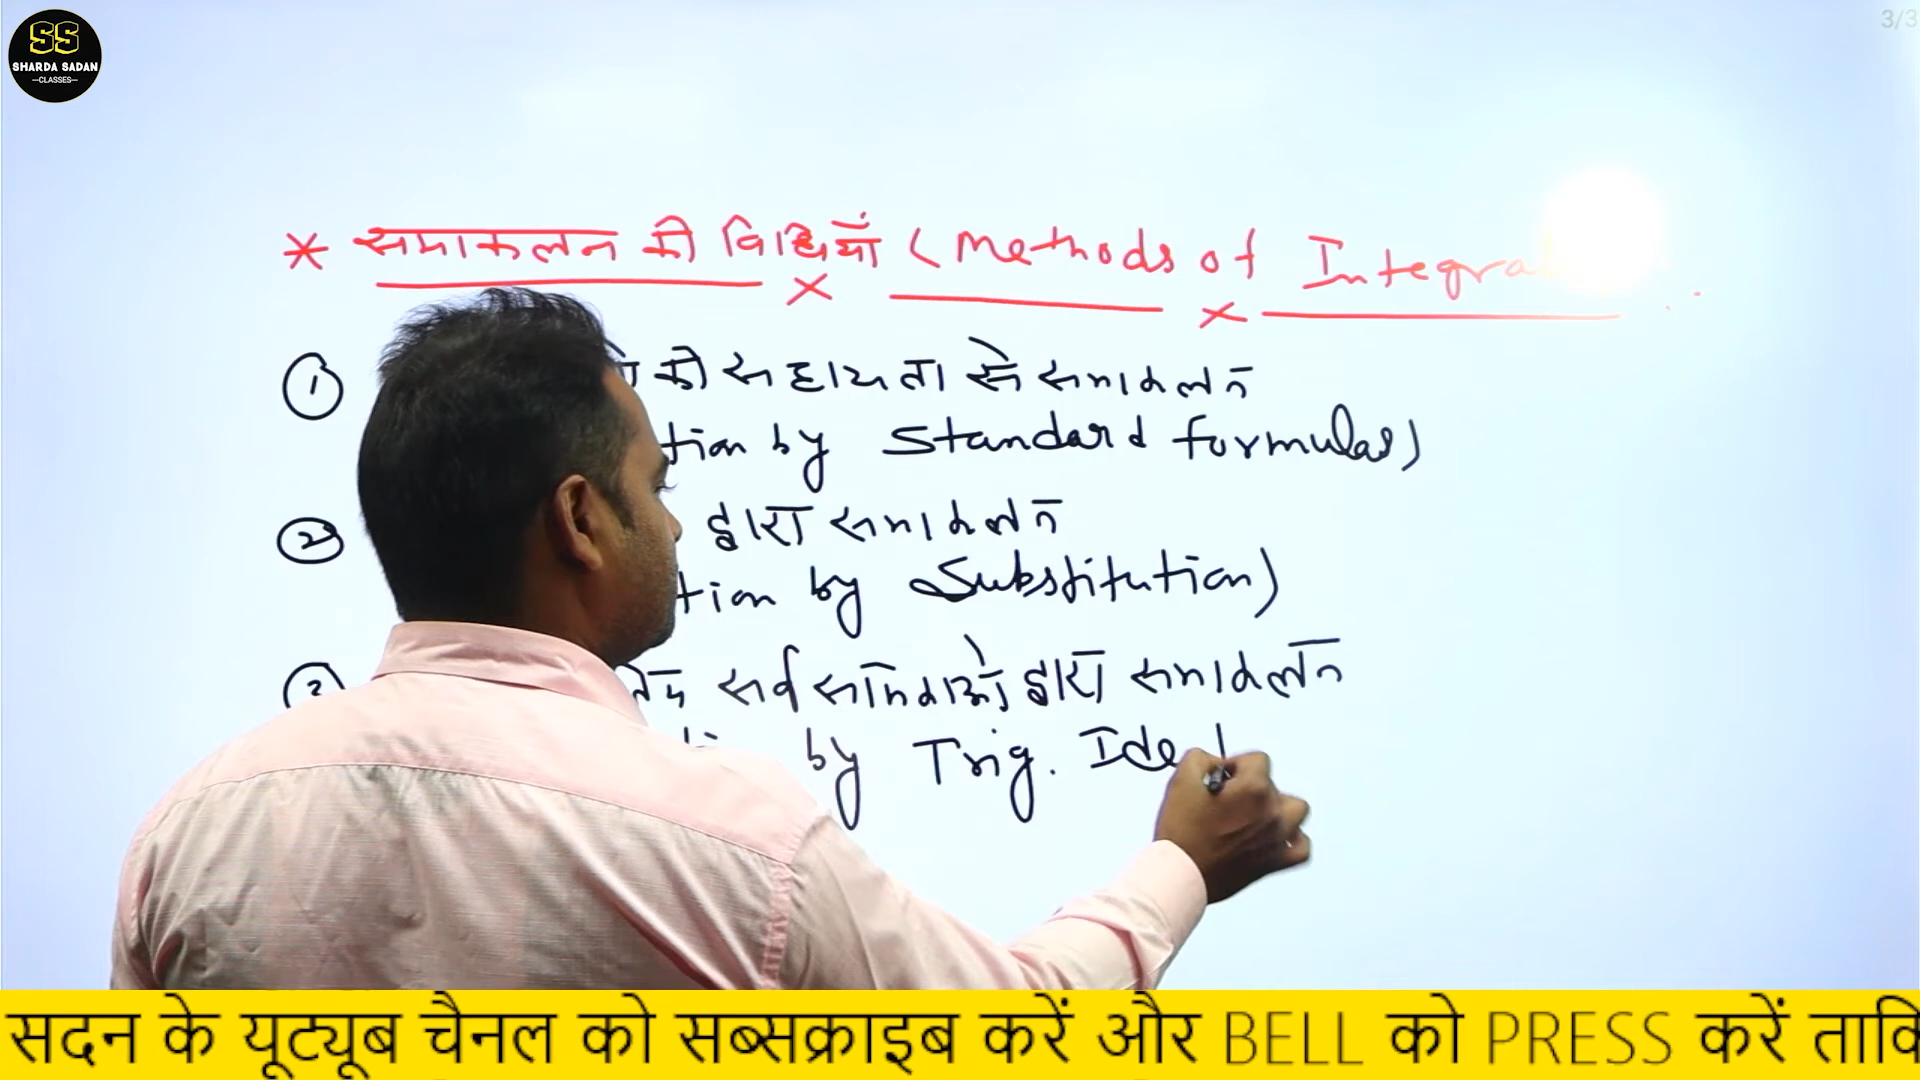 SS
SHARDA SADAN
—CLASSES—
3/3
* समाकलन की विधियाँ (Methods of Integra
① की सहायता से समाकलन
tion by Standard formulas)
② द्वारा समाकलन
tion by Substitution)
सर्वसमिकाओं द्वारा समाकलन
by Trig. Ide
सदन के यूट्यूब चैनल को सब्सक्राइब करें और BELL को PRESS करें ताकि